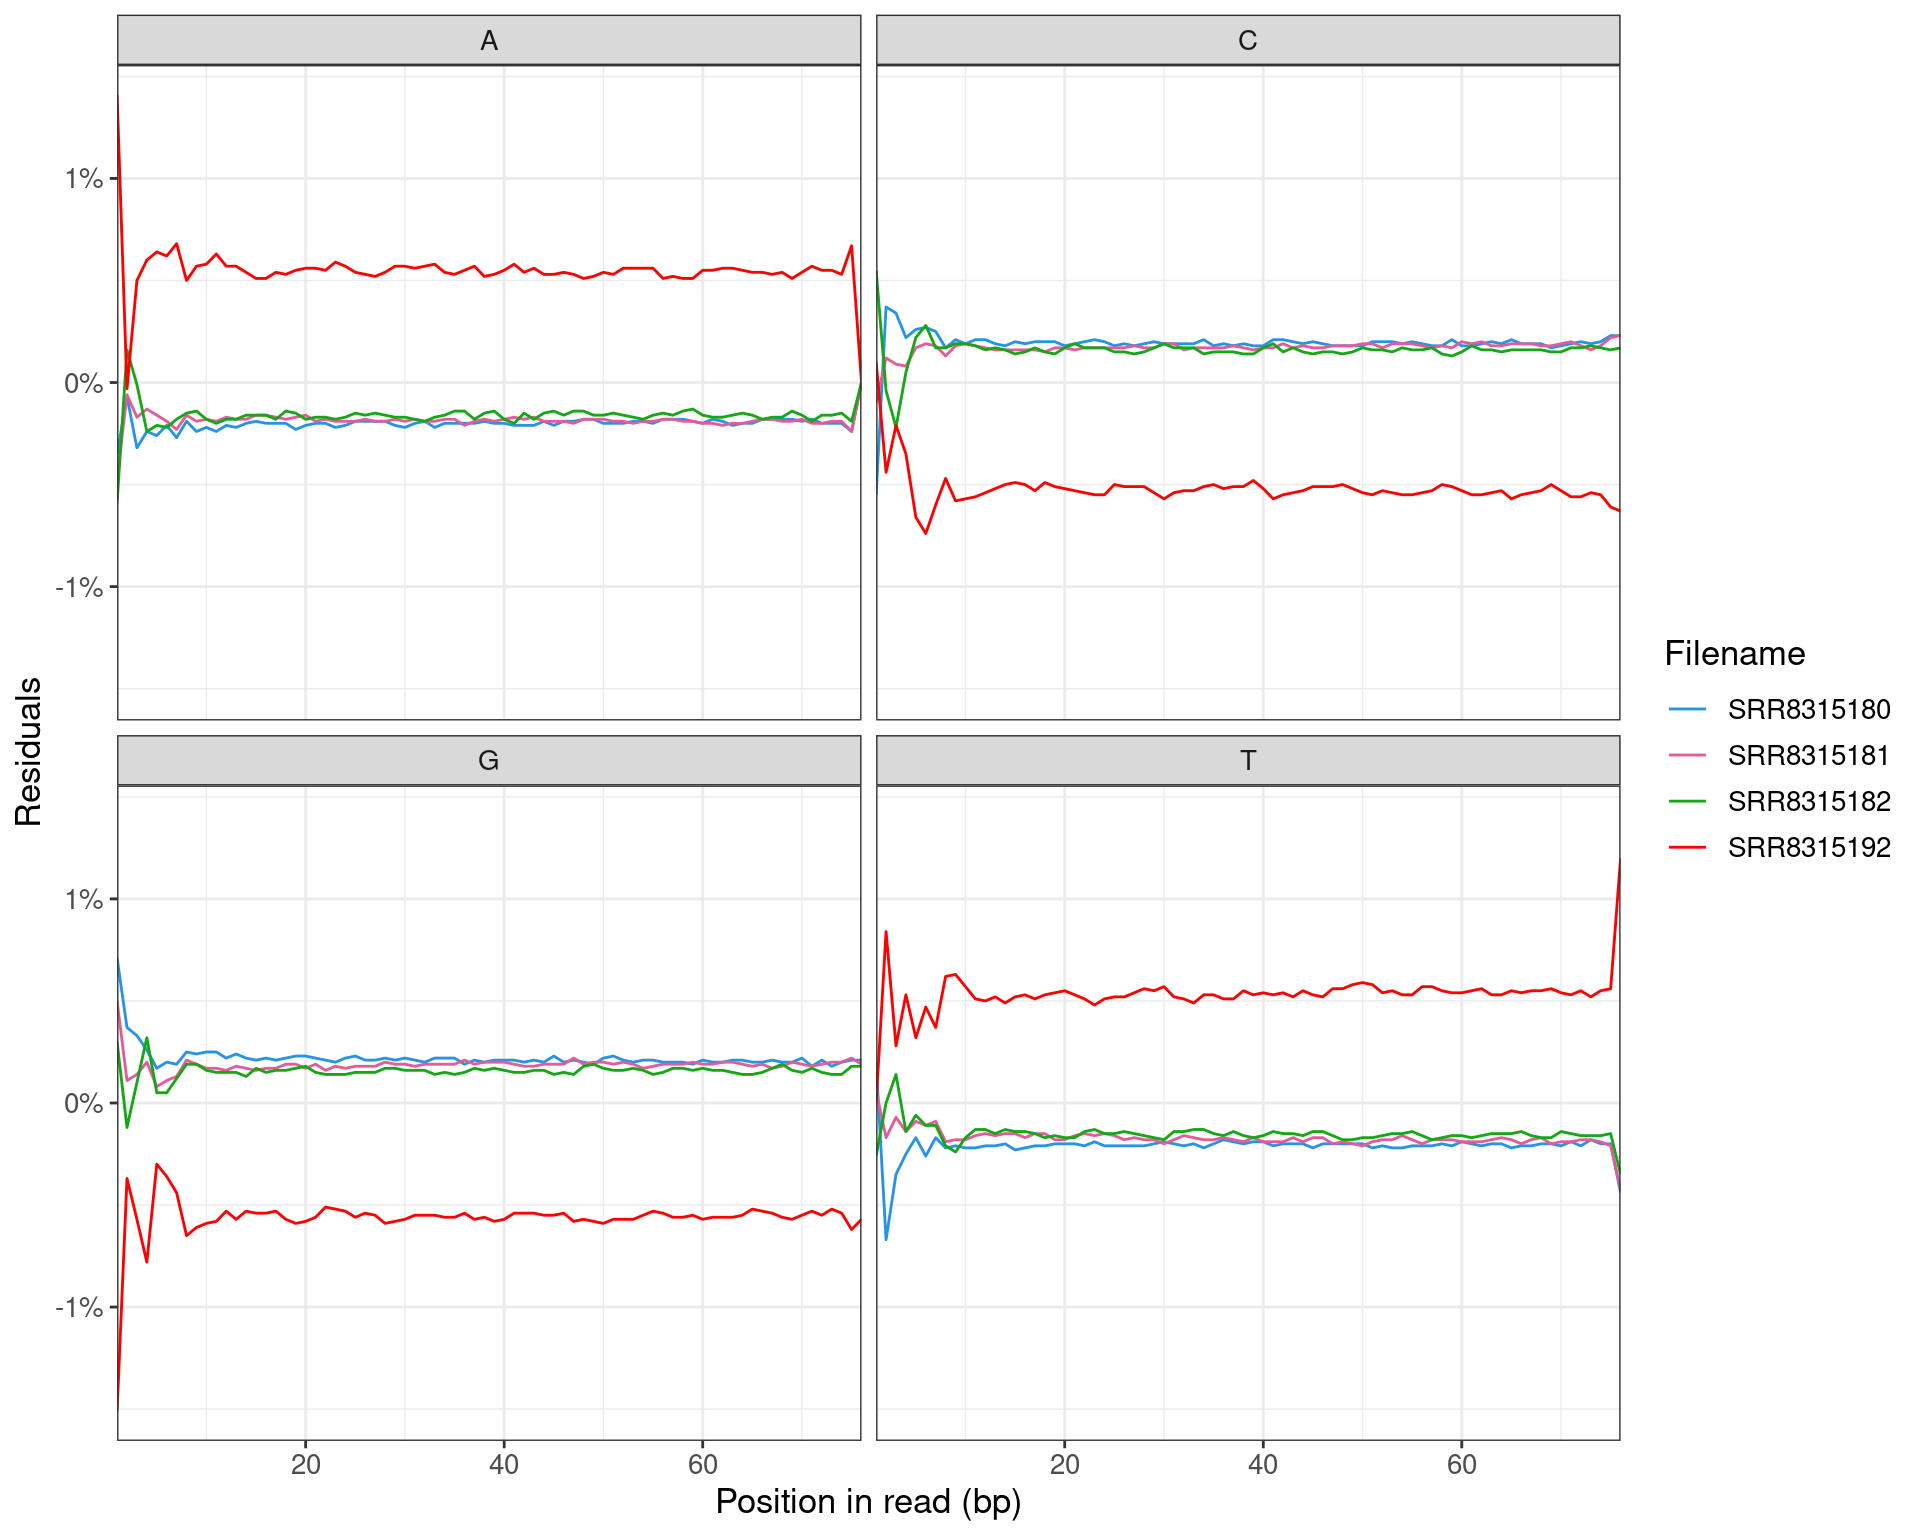 A
C
1%
0%
-1%
G
T
1%
0%
-1%
20
40
60
20
40
60
Position in read (bp)
Residuals
Filename
SRR8315180
SRR8315181
SRR8315182
SRR8315192